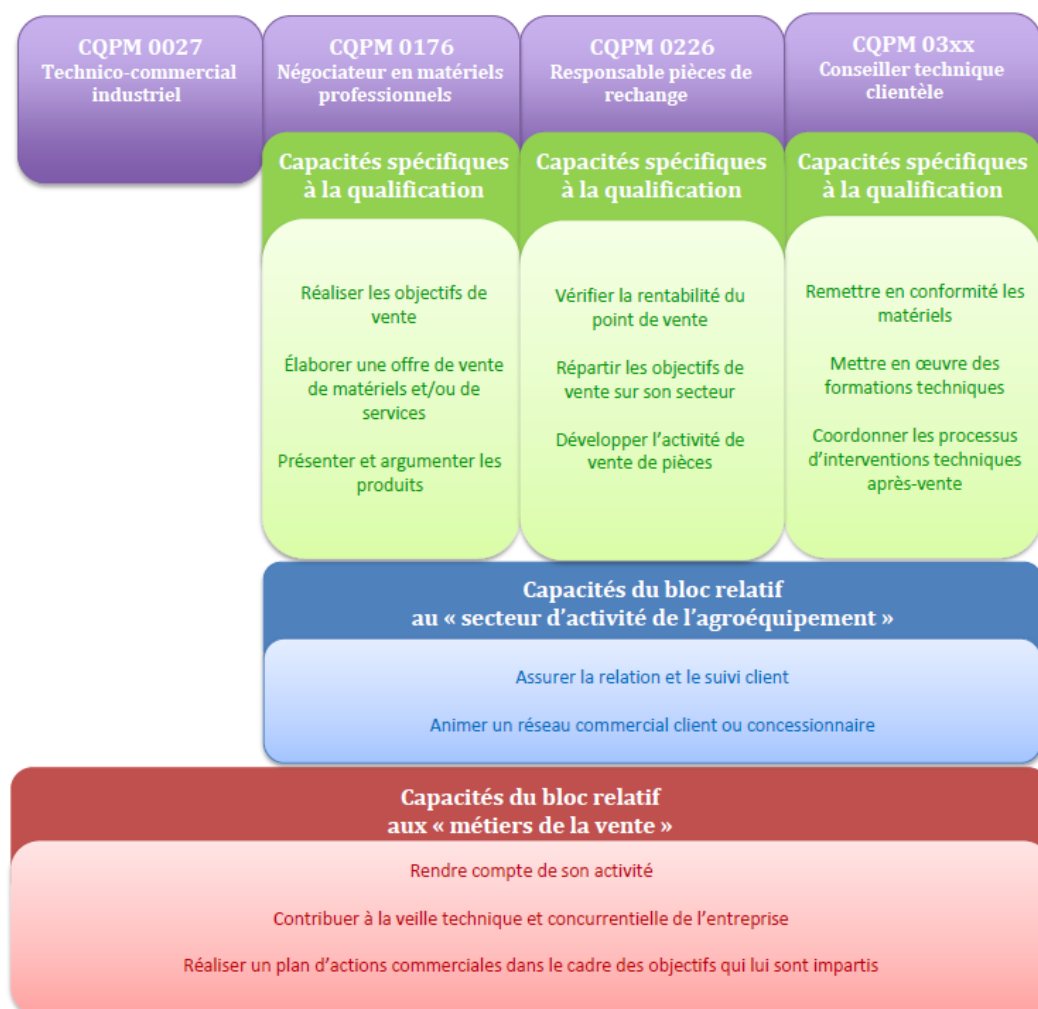 CQPM 0027
Technico-commercial
industriel
CQPM 0176
Négociateur en matériels
professionnels
CQPM 0226
Responsable pièces de
rechange
CQPM 03xx
Conseiller technique
clientèle
Capacités spécifiques
à la qualification
Réaliser les objectifs de
vente
Élaborer une offre de vente
de matériels et/ou de
services
Présenter et argumenter les
produits
Capacités spécifiques
à la qualification
Vérifier la rentabilité du
point de vente
Répartir les objectifs de
vente sur son secteur
Développer l’activité de
vente de pièces
Capacités spécifiques
à la qualification
Remettre en conformité les
matériels
Mettre en œuvre des
formations techniques
Coordonner les processus
d’interventions techniques
après-vente
Capacités du bloc relatif
au « secteur d’activité de l’agroéquipement »
Assurer la relation et le suivi client
Animer un réseau commercial client ou concessionnaire
Capacités du bloc relatif
aux « métiers de la vente »
Rendre compte de son activité
Contribuer à la veille technique et concurrentielle de l’entreprise
Réaliser un plan d’actions commerciales dans le cadre des objectifs qui lui sont impartis